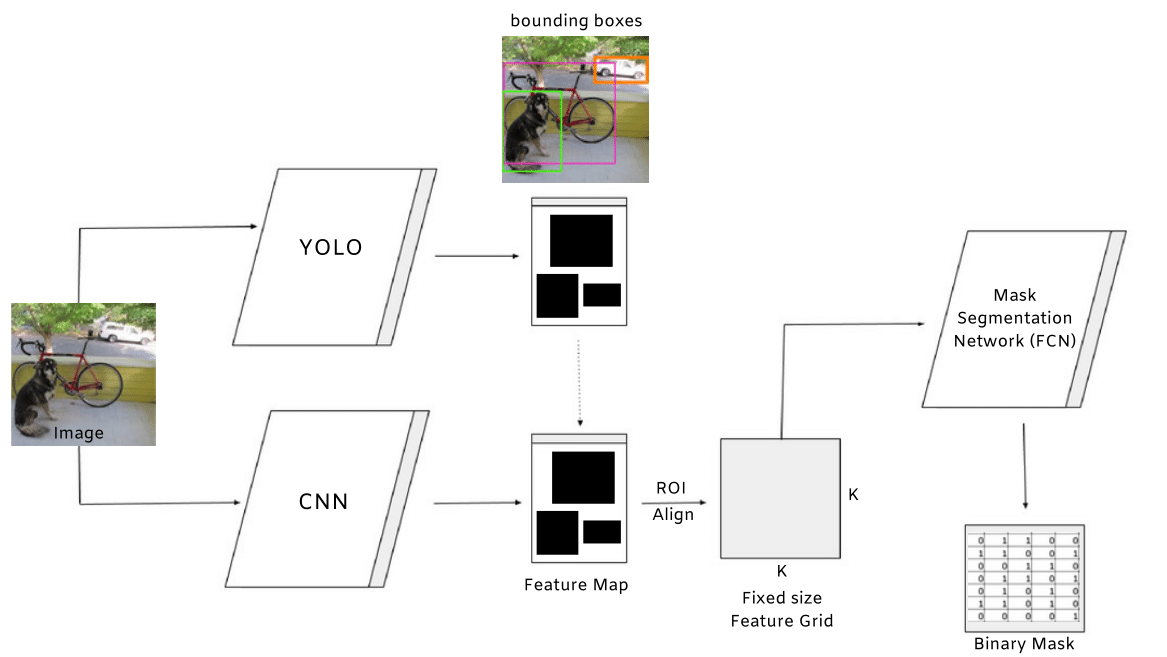 bounding boxes
YOLO
Image
CNN
Feature Map
ROI
Align
K
K
Fixed size
Feature Grid
Mask
Segmentation
Network (FCN)
0 1 1 0 0
1 1 0 0 1
0 0 1 1 0
0 1 1 0 1
0 1 0 1 0
1 1 0 1 0
0 0 0 0 1
Binary Mask